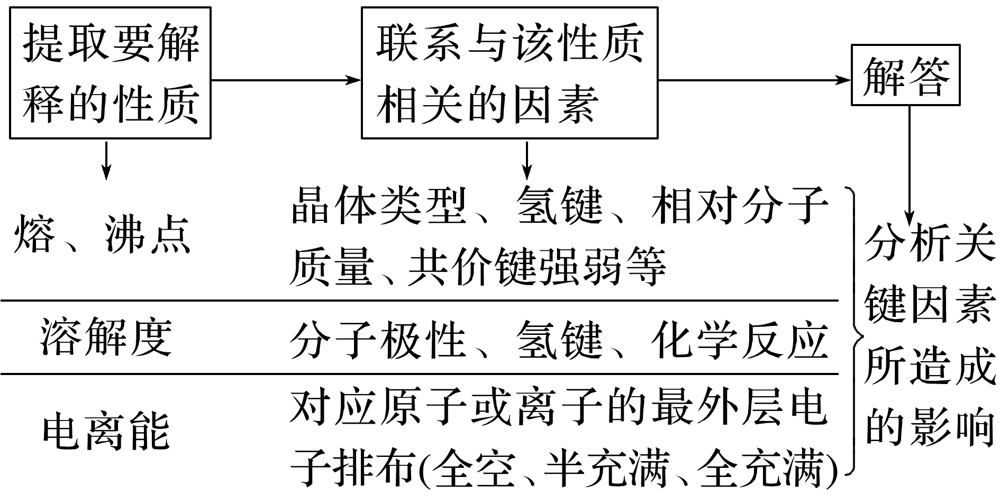 提取要解
释的性质
联系与该性质
相关的因素
解答
熔、沸点
晶体类型、氢键、相对分子
质量、共价键强弱等
溶解度
分子极性、氢键、化学反应
电离能
对应原子或离子的最外层电
子排布(全空、半充满、全充满)
分析关
键因素
所造成
的影响